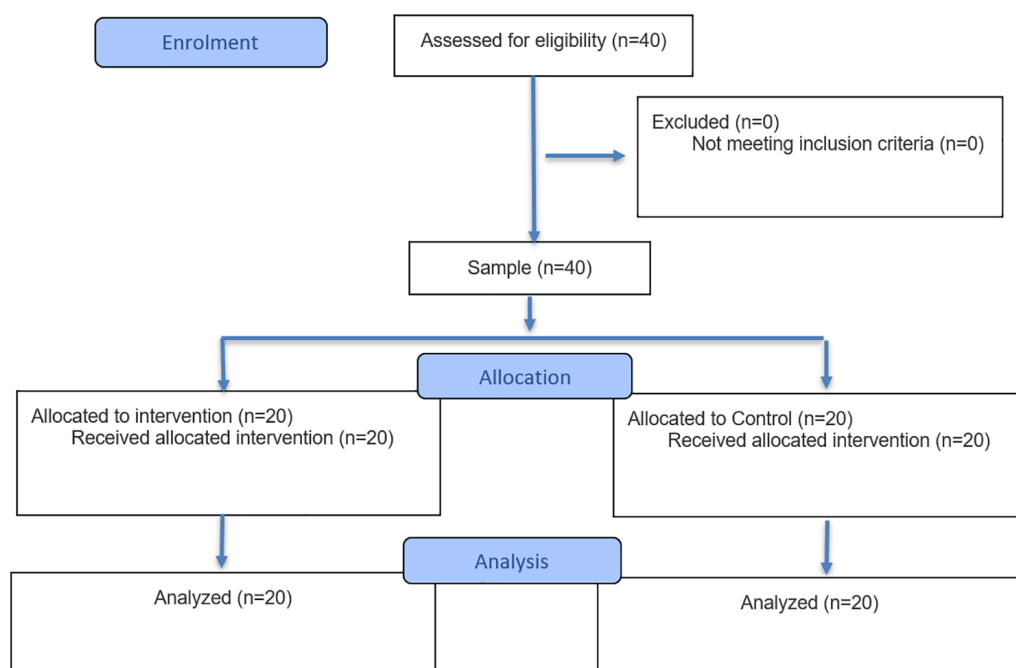 Enrolment
Assessed for eligibility (n=40)
Excluded (n=0)
Not meeting inclusion criteria (n=0)
Sample (n=40)
Allocation
Allocated to intervention (n=20)
Received allocated intervention (n=20)
Allocated to Control (n=20)
Received allocated intervention (n=20)
Analysis
Analyzed (n=20)
Analyzed (n=20)